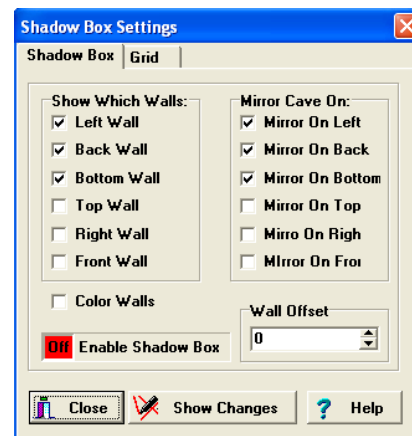 Shadow Box Settings
Shadow Box Grid
Show Which Walls:
Left Wall
Back Wall
Bottom Wall
Top Wall
Right Wall
Front Wall
Mirror Cave On:
Mirror On Left
Mirror On Back
Mirror On Bottom
Mirror On Top
Mirro On Righ
MIrror On Froi
Color Walls
Wall Offset
0
Off Enable Shadow Box
Close Show Changes ? Help